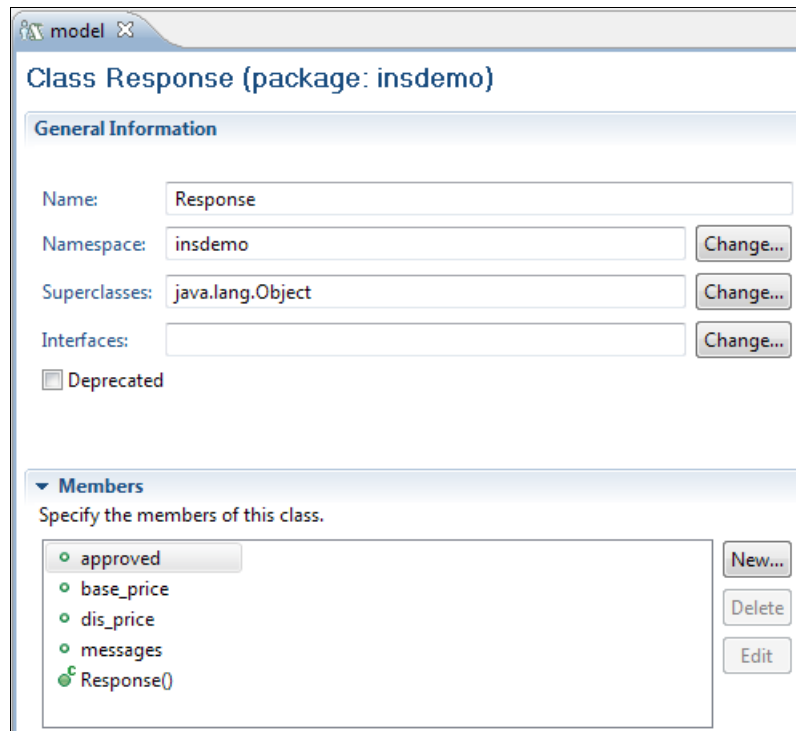 model
Class Response (package: insdemo)
General Information
Name: Response
Namespace: insdemo Change...
Superclasses: java.lang.Object Change...
Interfaces: Change...
Deprecated
Members
Specify the members of this class.
approved New...
base_price
dis_price Delete
messages Edit
Response()